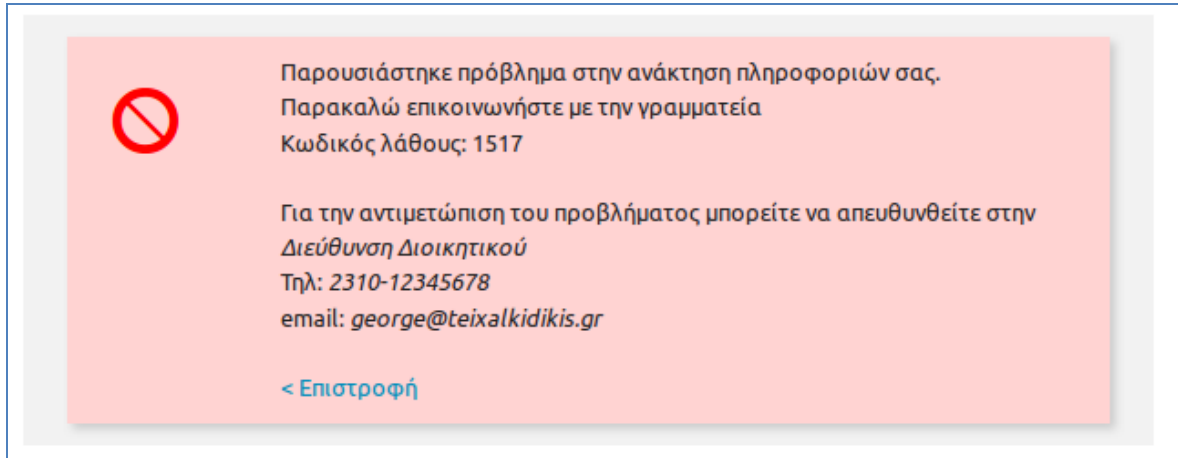 Παρουσιάστηκε πρόβλημα στην ανάκτηση πληροφοριών σας.
Παρακαλώ επικοινωνήστε με την γραμματεία
Κωδικός λάθους: 1517
Για την αντιμετώπιση του προβλήματος μπορείτε να απευθυνθείτε στην
Διεύθυνση Διοικητικού
Τηλ: 2310-12345678
email: george@teixalkidikis.gr
< Επιστροφή